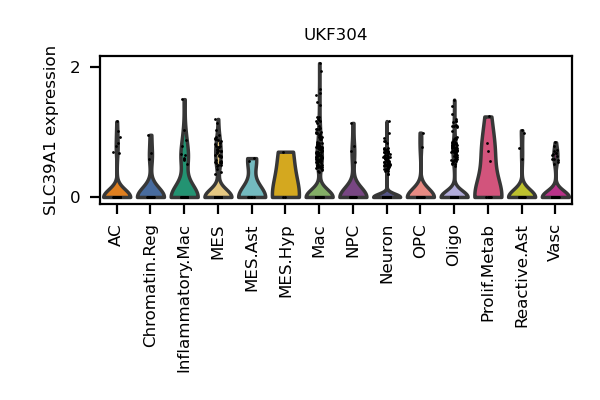 UKF304
SLC39A1 expression
2
0
AC
Chromatin.Reg
Inflammatory.Mac
MES
MES.Ast
MES.Hyp
Mac
NPC
Neuron
OPC
Oligo
Prolif.Metab
Reactive.Ast
Vasc